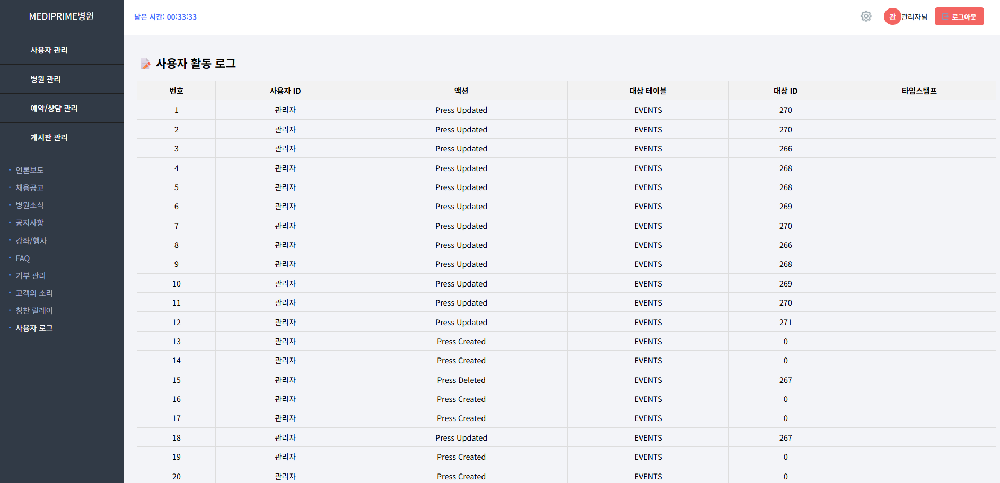 MEDIPRIME병원
남은 시간: 00:33:33
관 관리자님
로그아웃
사용자 관리
병원 관리
예약/상담 관리
게시판 관리
· 언론보도
· 채용공고
· 병원소식
· 공지사항
· 강좌/행사
· FAQ
· 기부 관리
· 고객의 소리
· 칭찬 릴레이
· 사용자 로그
사용자 활동 로그
번호 사용자 ID 액션 대상 테이블 대상 ID 타임스탬프
1 관리자 Press Updated EVENTS 270
2 관리자 Press Updated EVENTS 270
3 관리자 Press Updated EVENTS 266
4 관리자 Press Updated EVENTS 268
5 관리자 Press Updated EVENTS 268
6 관리자 Press Updated EVENTS 269
7 관리자 Press Updated EVENTS 270
8 관리자 Press Updated EVENTS 266
9 관리자 Press Updated EVENTS 268
10 관리자 Press Updated EVENTS 269
11 관리자 Press Updated EVENTS 270
12 관리자 Press Updated EVENTS 271
13 관리자 Press Created EVENTS 0
14 관리자 Press Created EVENTS 0
15 관리자 Press Deleted EVENTS 267
16 관리자 Press Created EVENTS 0
17 관리자 Press Created EVENTS 0
18 관리자 Press Updated EVENTS 267
19 관리자 Press Created EVENTS 0
20 관리자 Press Created EVENTS 0